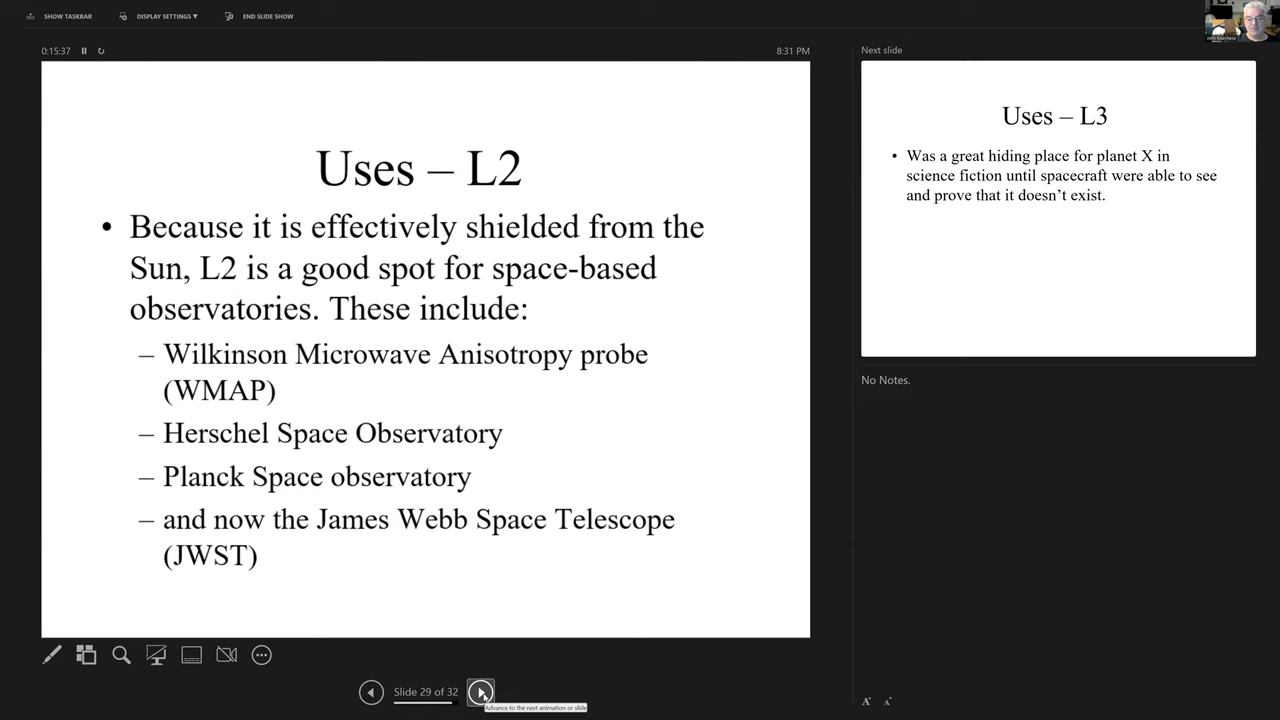 SHOW TASKBAR
DISPLAY SETTINGS ▼
END SLIDE SHOW
0:15:37
8:31 PM
Uses – L2
• Because it is effectively shielded from the
Sun, L2 is a good spot for space-based
observatories. These include:
– Wilkinson Microwave Anisotropy probe
(WMAP)
– Herschel Space Observatory
– Planck Space observatory
– and now the James Webb Space Telescope
(JWST)
Slide 29 of 32
Advance to the next animation or slide
Next slide
Uses – L3
• Was a great hiding place for planet X in
science fiction until spacecraft were able to see
and prove that it doesn’t exist.
No Notes.
A A